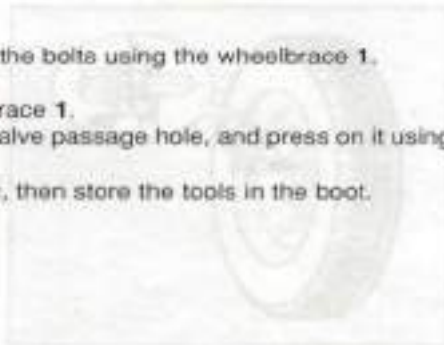 the bolts using the wheelbrace 1.
race 1.
alve passage hole, and press on it using
, then store the tools in the boot.